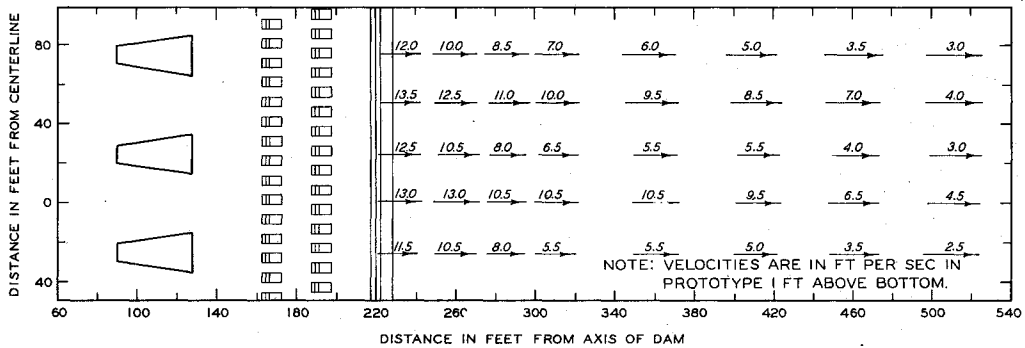 80
40
0
40
DISTANCE IN FEET FROM CENTERLINE
12.0 10.0 8.5 7.0 6.0 5.0 3.5 3.0
13.5 12.5 11.0 10.0 9.5 8.5 7.0 4.0
12.5 10.5 8.0 6.5 5.5 5.5 4.0 3.0
13.0 13.0 10.5 10.5 10.5 9.5 6.5 4.5
11.5 10.5 8.0 5.5 5.5 5.0 3.5 2.5
NOTE: VELOCITIES ARE IN FT PER SEC IN
PROTOTYPE 1 FT ABOVE BOTTOM.
60 100 140 180 220 260 300 340 380 420 460 500 540
DISTANCE IN FEET FROM AXIS OF DAM